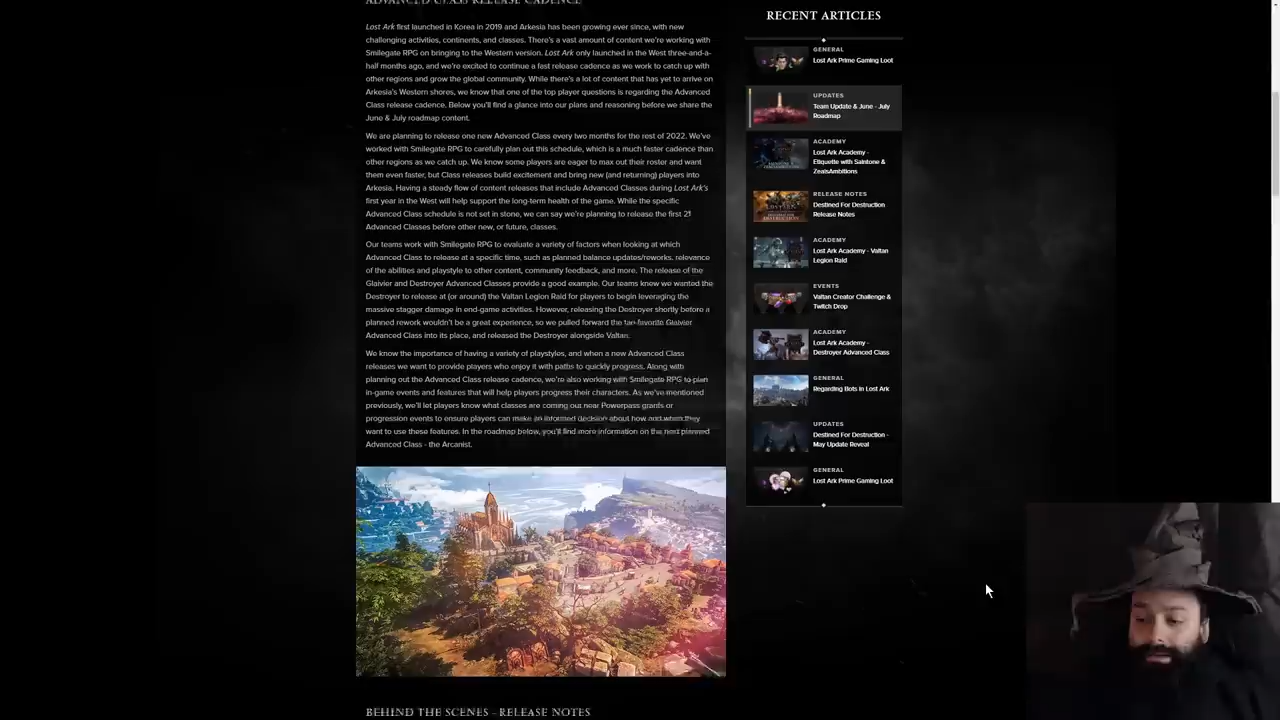 ADVANCED CLASS RELEASE CADENCE
Lost Ark first launched in Korea in 2019 and Arkesia has been growing ever since, with new
challenging activities, continents, and classes. There's a vast amount of content we're working with
Smilegate RPG on bringing to the Western version. Lost Ark only launched in the West three-and-a-
half months ago, and we're excited to continue a fast release cadence as we work to catch up with
other regions and grow the global community. While there's a lot of content that has yet to arrive on
Arkesia's Western shores, we know that one of the top player questions is regarding the Advanced
Class release cadence. Below you'll find a glance into our plans and reasoning before we share the
June & July roadmap content.
We are planning to release one new Advanced Class every two months for the rest of 2022. We've
worked with Smilegate RPG to carefully plan out this schedule, which is a much faster cadence than
other regions as we catch up. We know some players are eager to max out their roster and want
them even faster, but Class releases build excitement and bring new (and returning) players into
Arkesia. Having a steady flow of content releases that include Advanced Classes during Lost Ark's
first year in the West will help support the long-term health of the game. While the specific
Advanced Class schedule is not set in stone, we can say we're planning to release the first 21
Advanced Classes before other new, or future, classes.
Our teams work with Smilegate RPG to evaluate a variety of factors when looking at which
Advanced Class to release at a specific time, such as planned balance updates/reworks, relevance
of the abilities and playstyle to other content, community feedback, and more. The release of the
Glaivier and Destroyer Advanced Classes provide a good example. Our teams knew we wanted the
Destroyer to release at (or around) the Valtan Legion Raid for players to begin leveraging the
massive stagger damage in end-game activities. However, releasing the Destroyer shortly before a
planned rework wouldn't be a great experience, so we pulled forward the fan-favorite Glaivier
Advanced Class into its place, and released the Destroyer alongside Valtan.
We know the importance of having a variety of playstyles, and when a new Advanced Class
releases we want to provide players who enjoy it with paths to quickly progress. Along with
planning out the Advanced Class release cadence, we're also working with Smilegate RPG to plan
in-game events and features that will help players progress their characters. As we've mentioned
previously, we'll let players know what classes are coming out near Powerpass grants or
progression events to ensure players can make an informed decision about how and when they
want to use these features. In the roadmap below, you'll find more information on the next planned
Advanced Class - the Arcanist.
BEHIND THE SCENES - RELEASE NOTES
RECENT ARTICLES
GENERAL
Lost Ark Prime Gaming Loot
UPDATES
Team Update & June - July
Roadmap
ACADEMY
Lost Ark Academy -
Etiquette with Saintone &
ZealsAmbitions
RELEASE NOTES
Destined For Destruction
Release Notes
ACADEMY
Lost Ark Academy - Valtan
Legion Raid
EVENTS
Valtan Creator Challenge &
Twitch Drop
ACADEMY
Lost Ark Academy -
Destroyer Advanced Class
GENERAL
Regarding Bots in Lost Ark
UPDATES
Destined For Destruction -
May Update Reveal
GENERAL
Lost Ark Prime Gaming Loot